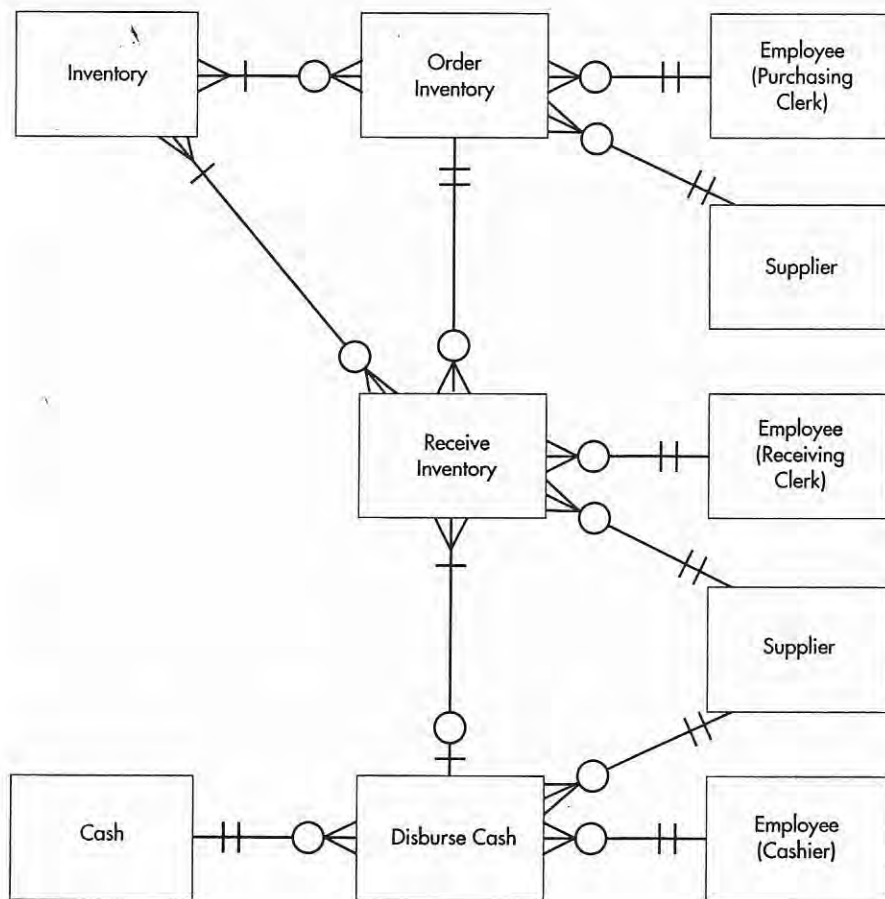 Inventory
Order
Inventory
Employee
(Purchasing
Clerk)
Supplier
Receive
Inventory
Employee
(Receiving
Clerk)
Supplier
Cash
Disburse Cash
Employee
(Cashier)